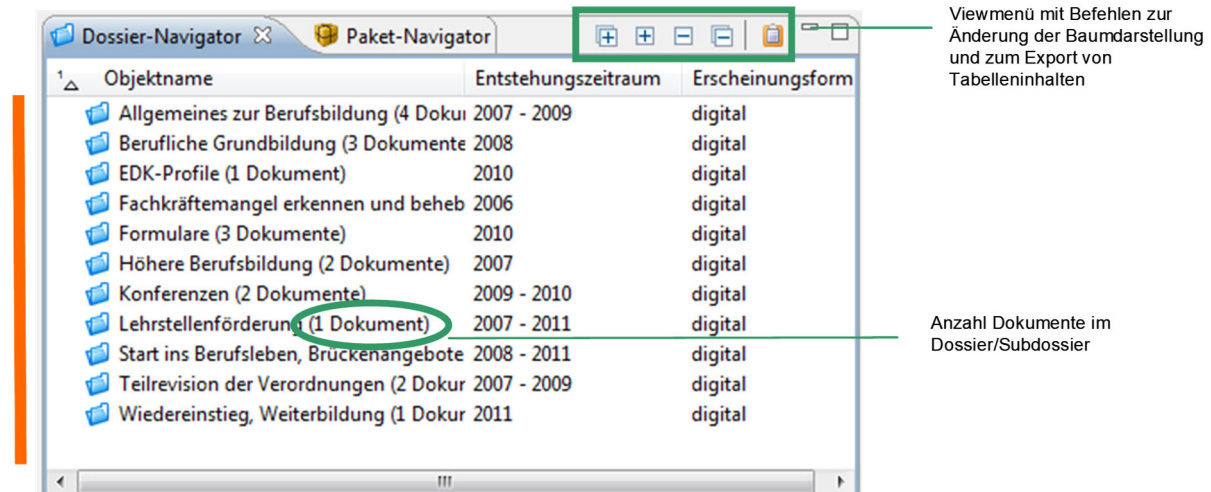 Dossier-Navigator Paket-Navigator
1 Objektname Entstehungszeitraum Erscheinungsform
Allgemeines zur Berufsbildung (4 Dokui 2007 - 2009 digital
Berufliche Grundbildung (3 Dokumente 2008 digital
EDK-Profile (1 Dokument) 2010 digital
Fachkräftemangel erkennen und beheb 2006 digital
Formulare (3 Dokumente) 2010 digital
Höhere Berufsbildung (2 Dokumente) 2007 digital
Konferenzen (2 Dokumente) 2009 - 2010 digital
Lehrstellenförderung (1 Dokument) 2007 - 2011 digital
Start ins Berufsleben, Brückenangebote 2008 - 2011 digital
Teilrevision der Verordnungen (2 Dokur 2007 - 2009 digital
Wiedereinstieg, Weiterbildung (1 Dokur 2011 digital
Viewmenü mit Befehlen zur
Änderung der Baumdarstellung
und zum Export von
Tabelleninhalten
Anzahl Dokumente im
Dossier/Subdossier